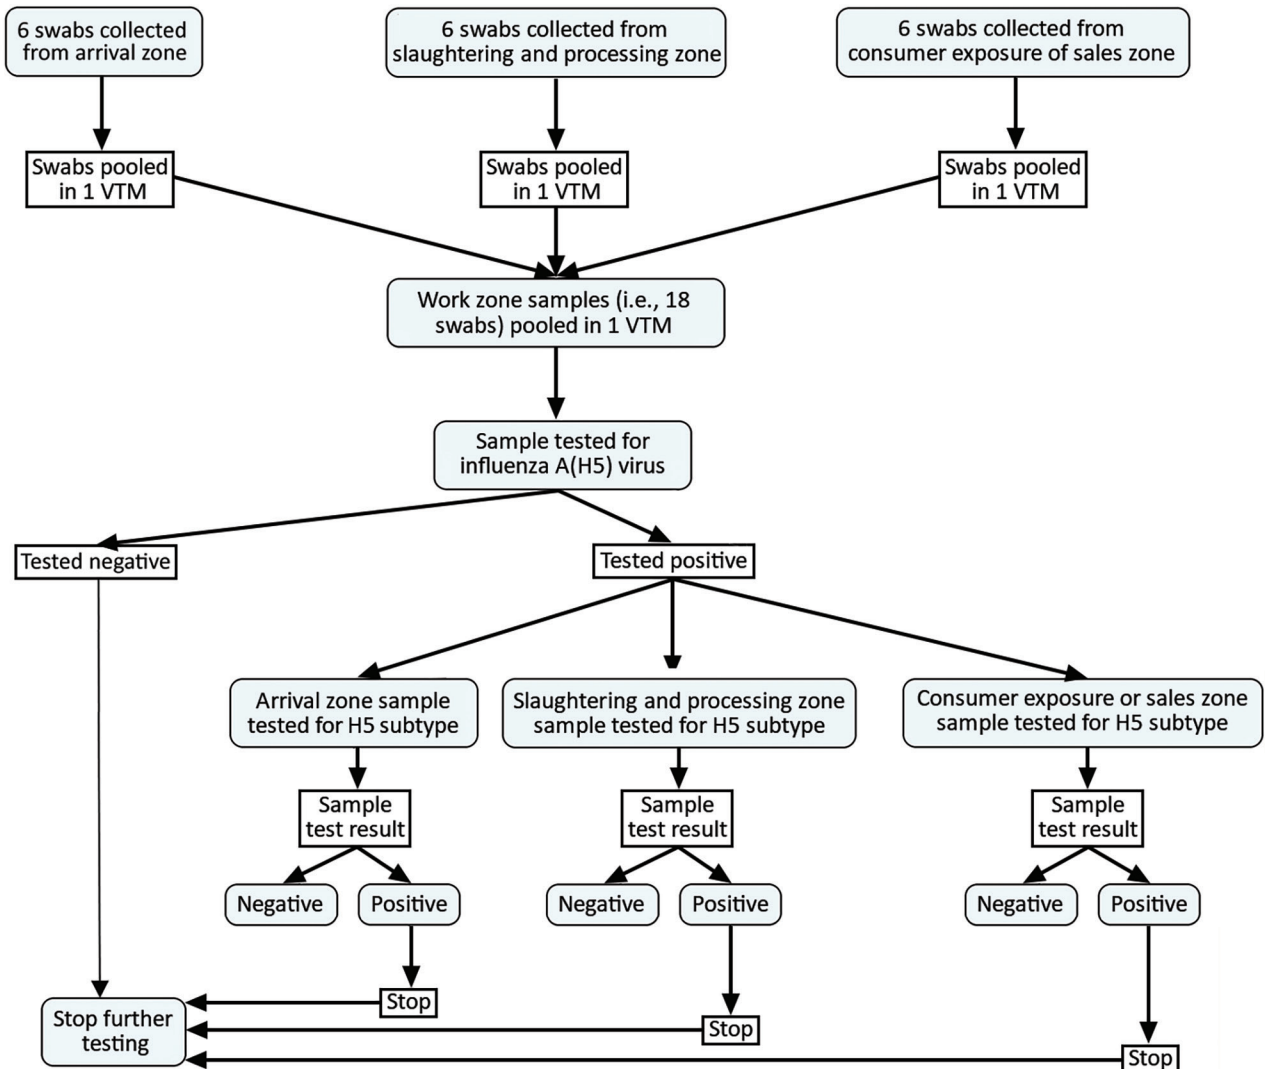 6 swabs collected
from arrival zone
6 swabs collected from
slaughtering and processing zone
6 swabs collected from
consumer exposure of sales zone
Swabs pooled
in 1 VTM
Swabs pooled
in 1 VTM
Swabs pooled
in 1 VTM
Work zone samples (i.e., 18
swabs) pooled in 1 VTM
Sample tested for
influenza A(H5) virus
Tested negative
Tested positive
Arrival zone sample
tested for H5 subtype
Slaughtering and processing zone
sample tested for H5 subtype
Consumer exposure or sales zone
sample tested for H5 subtype
Sample
test result
Sample
test result
Sample
test result
Negative
Positive
Negative
Positive
Negative
Positive
Stop
Stop
Stop
Stop further
testing